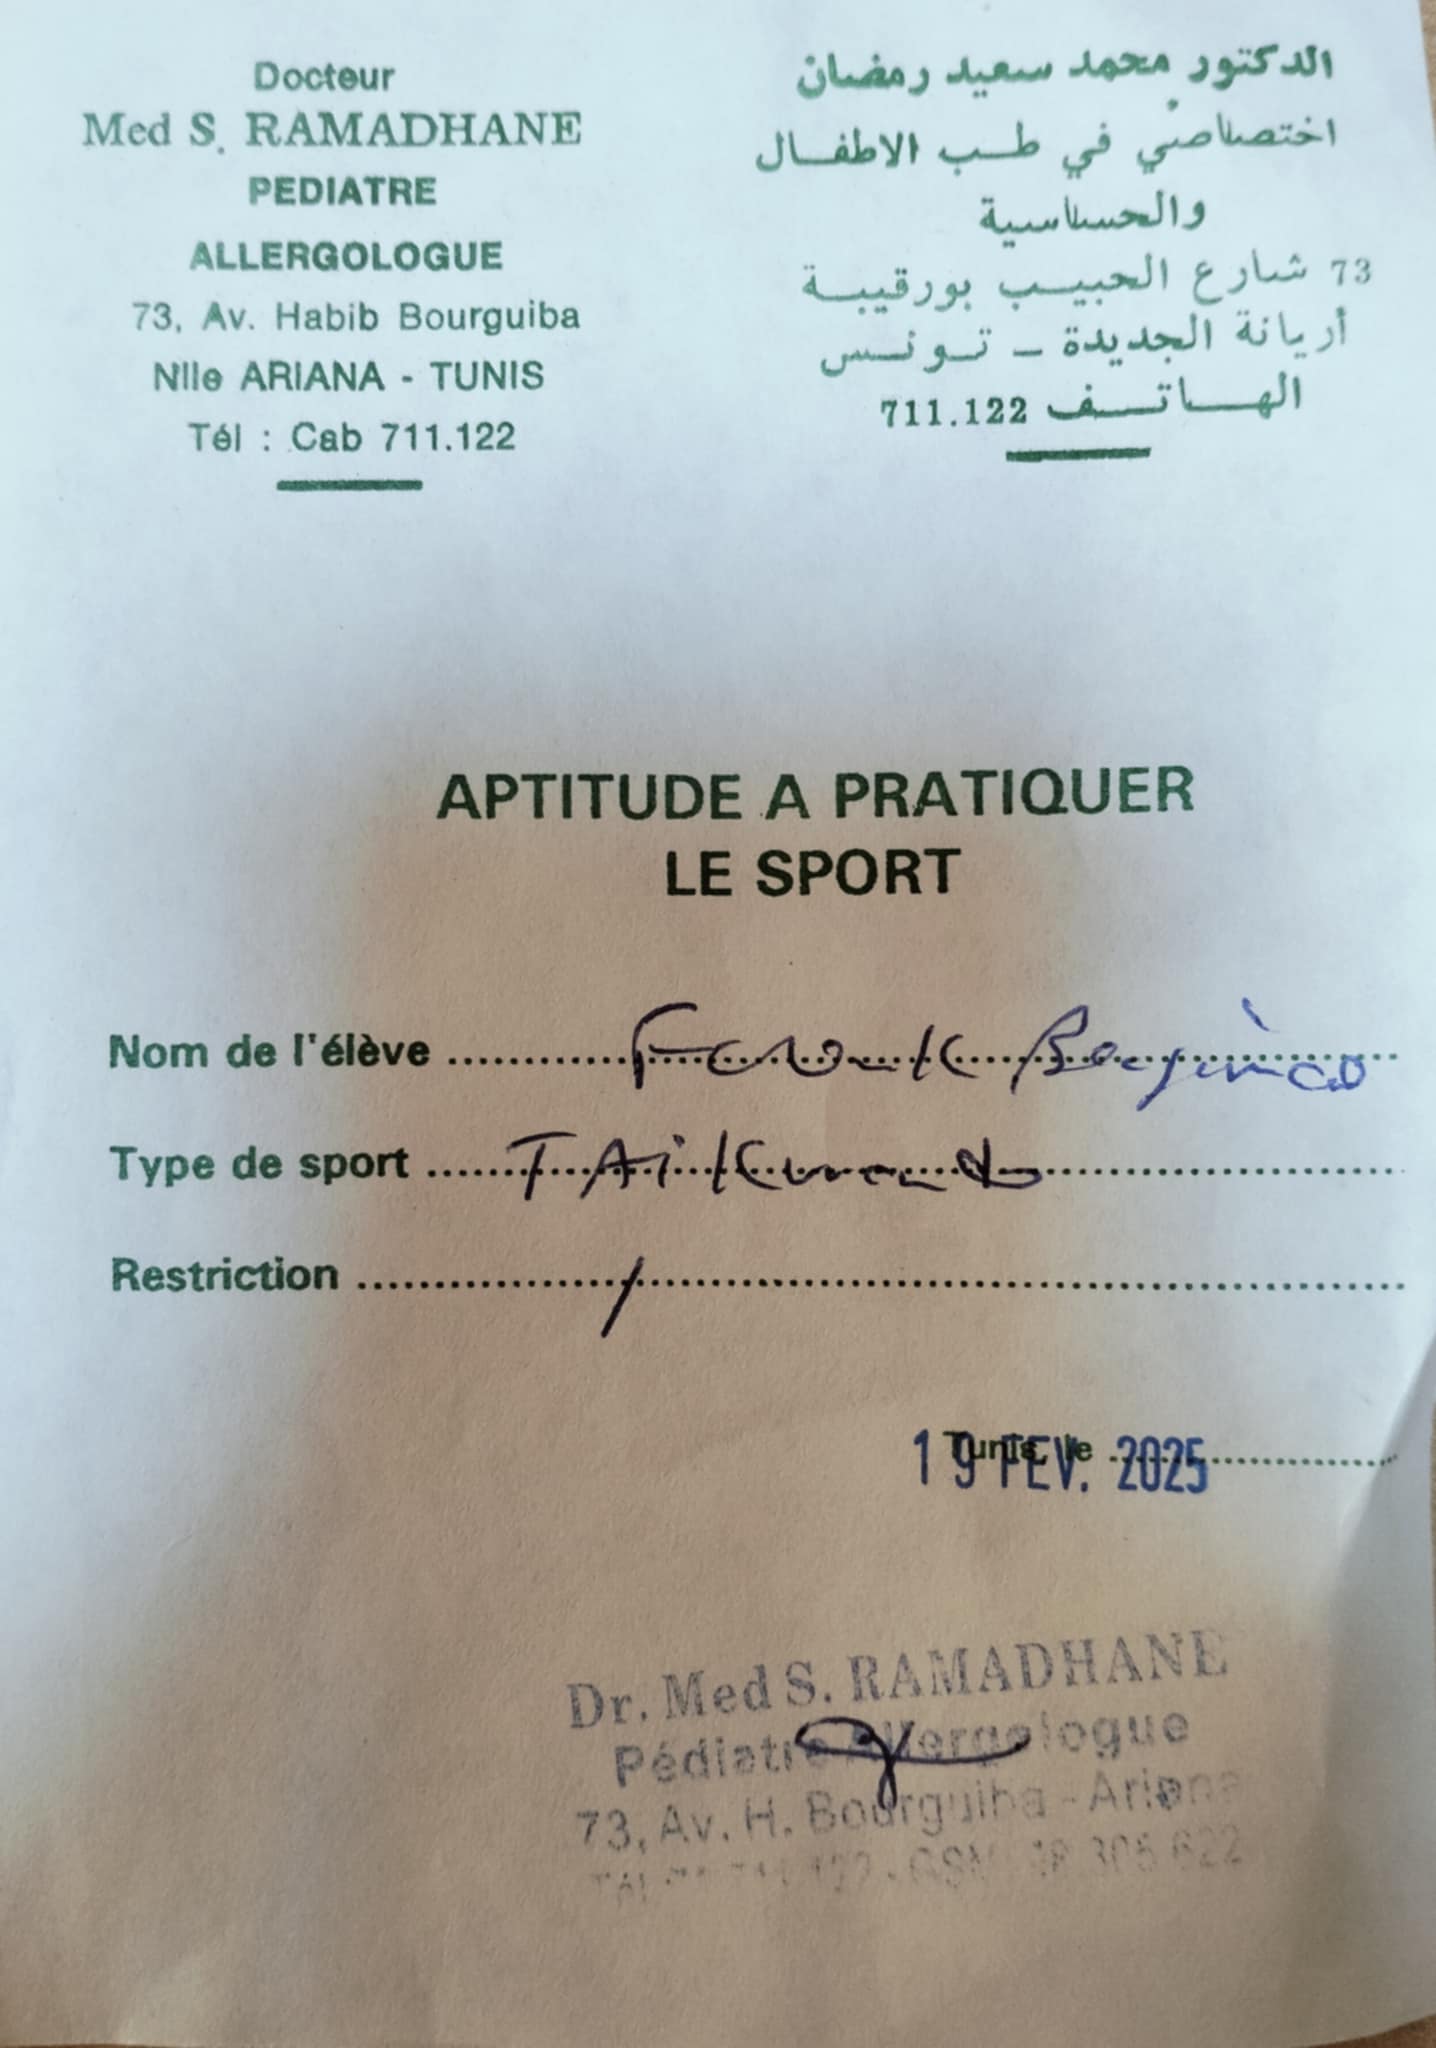 Docteur
Med S. RAMADHANE
PEDIATRE
ALLERGOLOGUE
73, Av. Habib Bourguiba
Nlle ARIANA - TUNIS
Tél : Cab 711.122
الدكتور محمد سعيد رمضان
اختصاصي في طب الاطفال
والحساسية
73 شارع الحبيب بورقيبة
أريانة الجديدة - تونس
الهاتف 711.122
APTITUDE A PRATIQUER
LE SPORT
Nom de l'élève
Type de sport
Restriction /
Tunis, le 19 FEV. 2025
Dr. Med S. RAMADHANE
Pédiatre Allergologue
73, Av. H. Bourguiba - Ariana